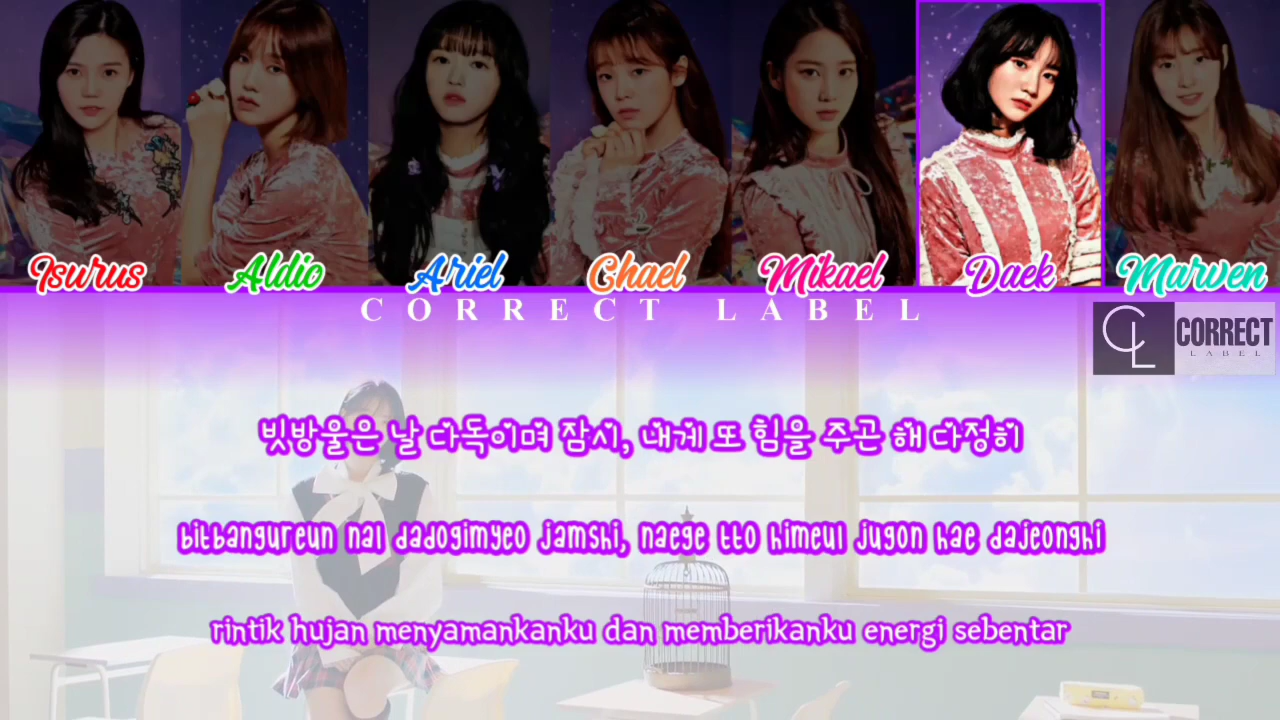 Isurus Aldio Ariel Chael Mikael Daek Marven
CORRECT LABEL
CL CORRECT
LABEL
빗방울은 날 다독이며 잠시, 내게 또 힘을 주곤 해 다정히
bitbangureun nal dadogimyeo jamshi, naege tto himeul jugon hae dajeonghi
rintik hujan menyamankanku dan memberikanku energi sebentar